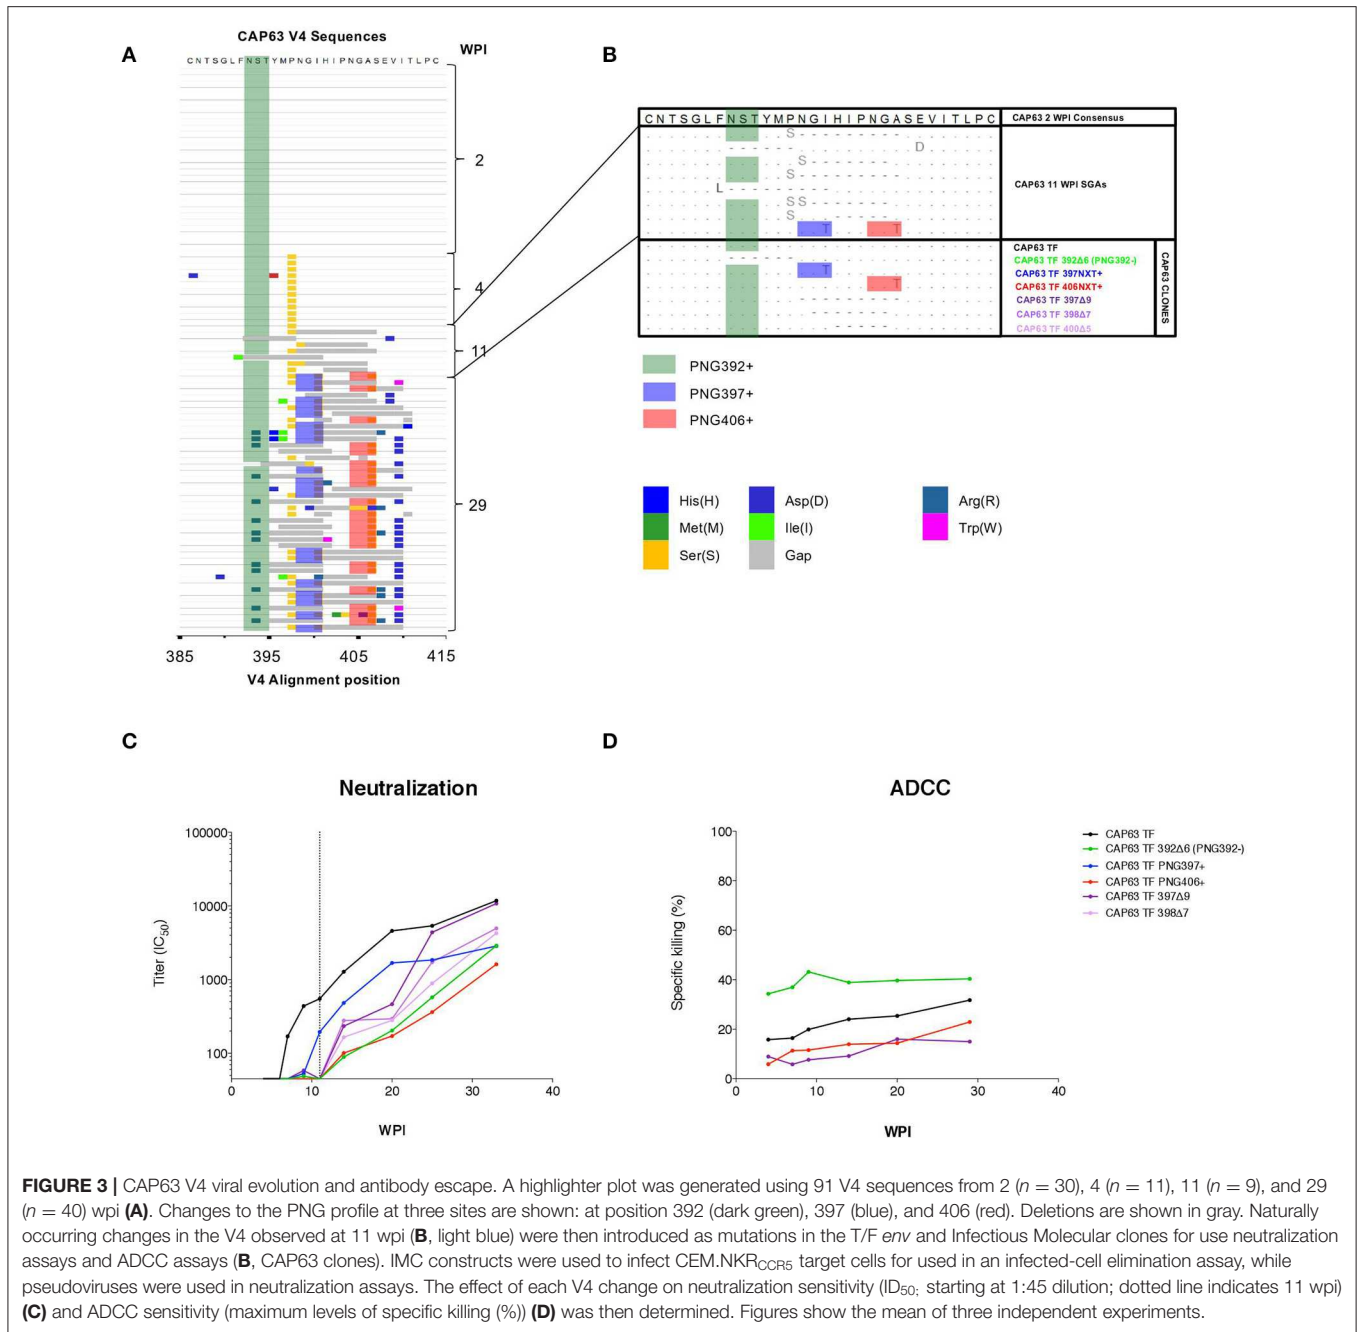 A
CAP63 V4 Sequences
WPI
CNTSGLFNSTYMPNGIHIPNGASEVITLPC
2
4
11
29
385 395 405 415
V4 Alignment position
B
CNTSGLFNSTYMPNGIHIPNGASEVITLPC
CAP63 2 WPI Consensus
S
D
S
S
L
S S
S
T T
CAP63 11 WPI SGAs
CAP63 TF
CAP63 TF 392Δ6 (PNG392-)
T CAP63 TF 397NXT+
T CAP63 TF 406NXT+
CAP63 TF 397Δ9
CAP63 TF 398Δ7
CAP63 TF 400Δ5
CAP63 CLONES
PNG392+
PNG397+
PNG406+
His(H) Asp(D) Arg(R)
Met(M) Ile(I) Trp(W)
Ser(S) Gap
C
Neutralization
Titer (IC50)
100000
10000
1000
100
0 10 20 30 40
WPI
D
ADCC
Specific killing (%)
100
80
60
40
20
0
0 10 20 30 40
WPI
CAP63 TF
CAP63 TF 392Δ6 (PNG392-)
CAP63 TF PNG397+
CAP63 TF PNG406+
CAP63 TF 397Δ9
CAP63 TF 398Δ7
FIGURE 3 | CAP63 V4 viral evolution and antibody escape. A highlighter plot was generated using 91 V4 sequences from 2 (n = 30), 4 (n = 11), 11 (n = 9), and 29
(n = 40) wpi (A). Changes to the PNG profile at three sites are shown: at position 392 (dark green), 397 (blue), and 406 (red). Deletions are shown in gray. Naturally
occurring changes in the V4 observed at 11 wpi (B, light blue) were then introduced as mutations in the T/F env and Infectious Molecular clones for use neutralization
assays and ADCC assays (B, CAP63 clones). IMC constructs were used to infect CEM.NKRCCR5 target cells for used in an infected-cell elimination assay, while
pseudoviruses were used in neutralization assays. The effect of each V4 change on neutralization sensitivity (ID50; starting at 1:45 dilution; dotted line indicates 11 wpi)
(C) and ADCC sensitivity (maximum levels of specific killing (%)) (D) was then determined. Figures show the mean of three independent experiments.